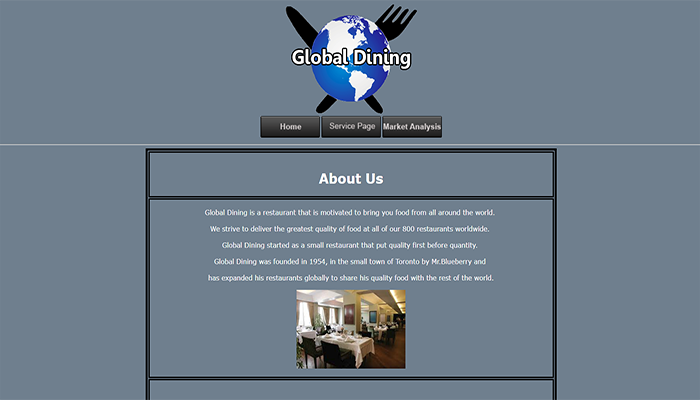 Global Dining
Home
Service Page
Market Analysis
About Us
Global Dining is a restaurant that is motivated to bring you food from all around the world.
We strive to deliver the greatest quality of food at all of our 800 restaurants worldwide.
Global Dining started as a small restaurant that put quality first before quantity.
Global Dining was founded in 1954, in the small town of Toronto by Mr.Blueberry and
has expanded his restaurants globally to share his quality food with the rest of the world.